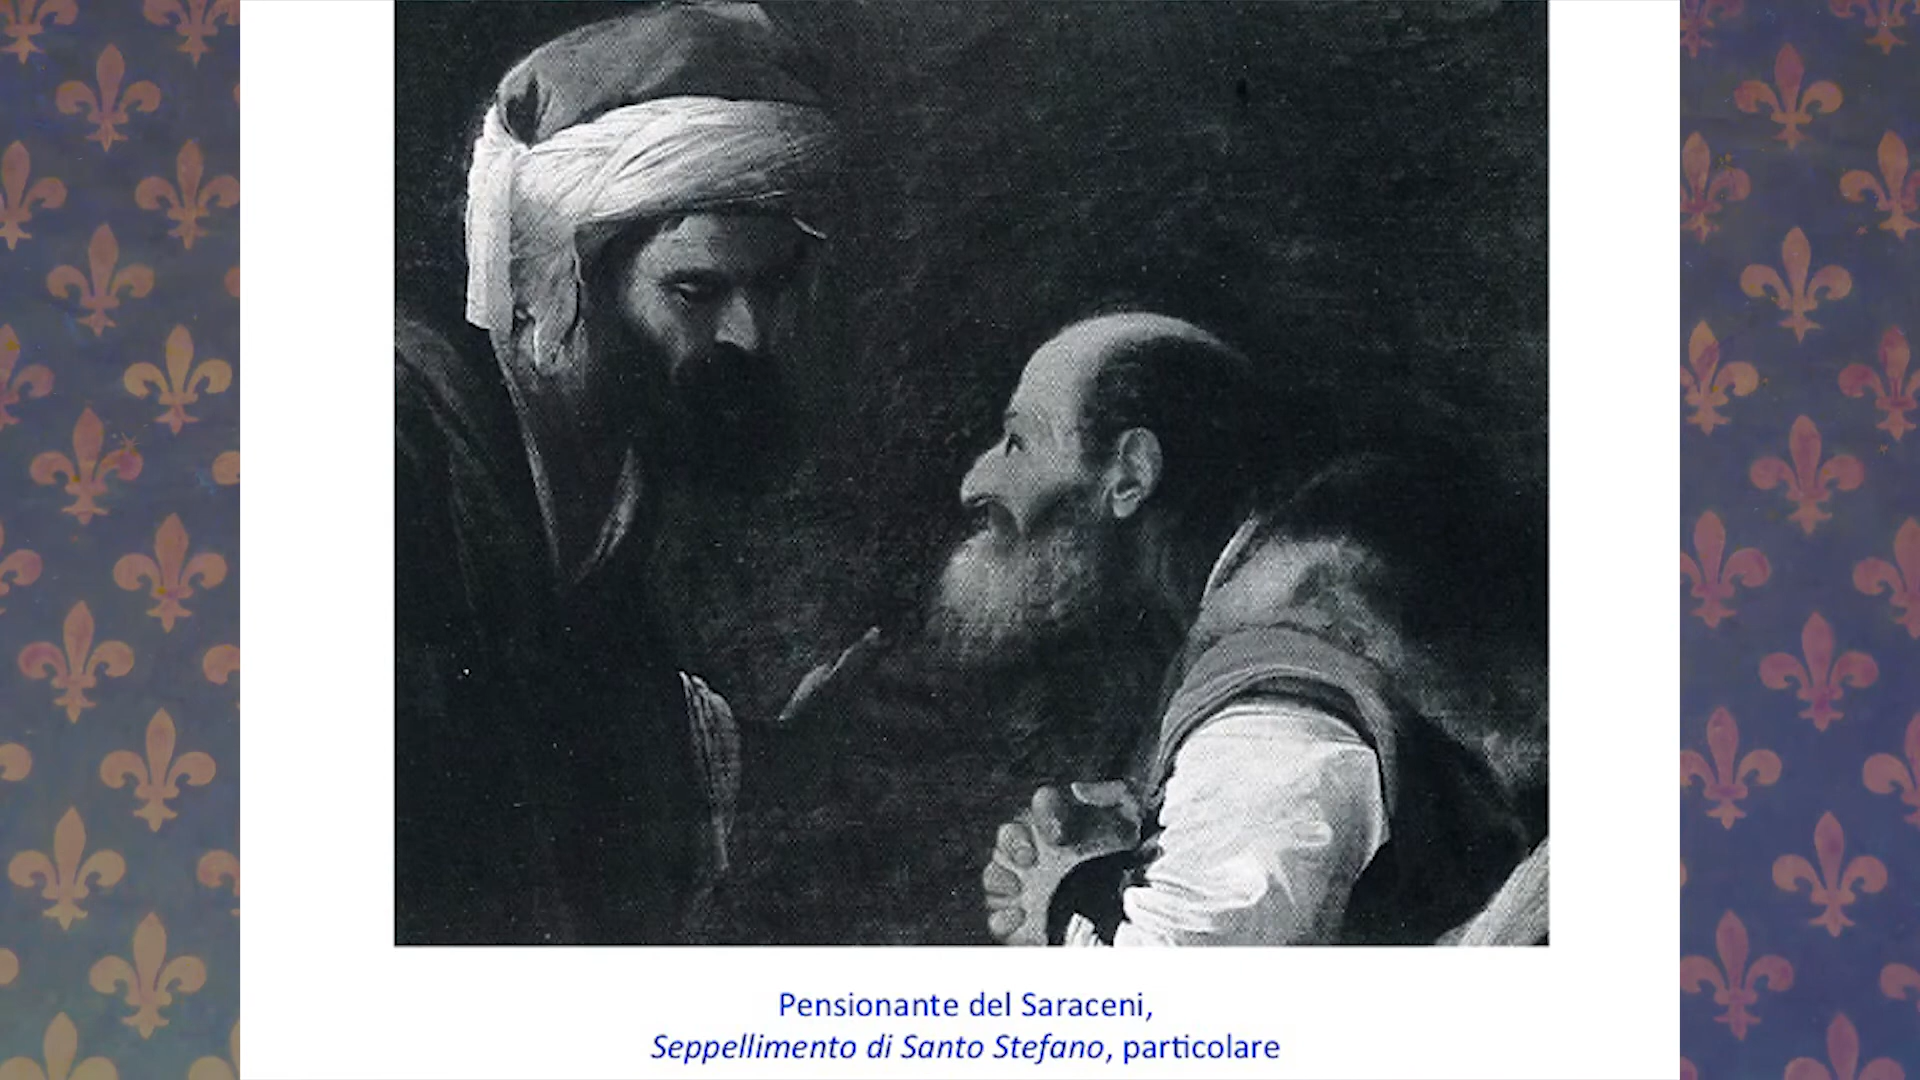 Pensionante del Saraceni,
Seppellimento di Santo Stefano, particolare